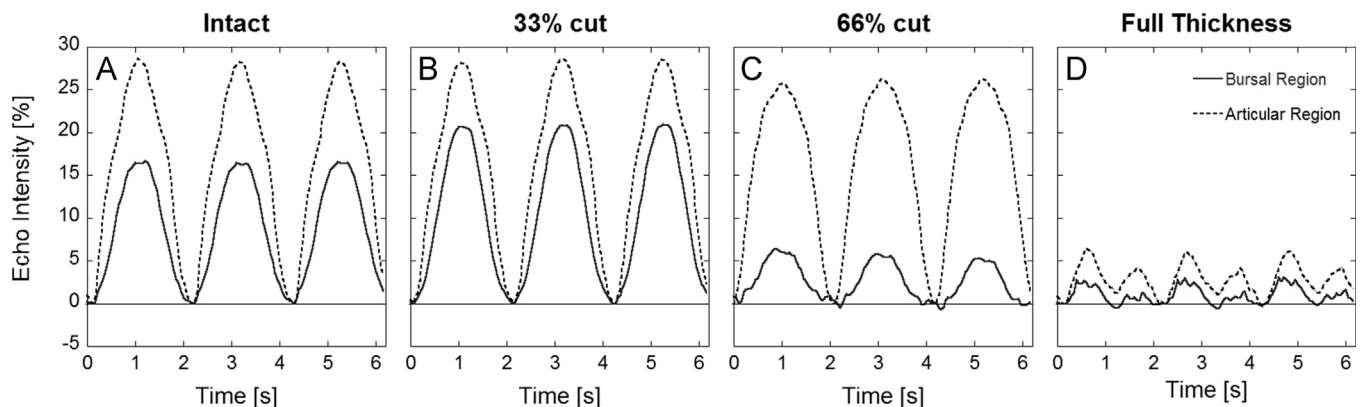 Intact
33% cut
66% cut
Full Thickness
Echo Intensity [%]
30
25
20
15
10
5
0
-5
A
B
C
D
Bursal Region
Articular Region
0 1 2 3 4 5 6
0 1 2 3 4 5 6
0 1 2 3 4 5 6
0 1 2 3 4 5 6
Time [s]
Time [s]
Time [s]
Time [s]